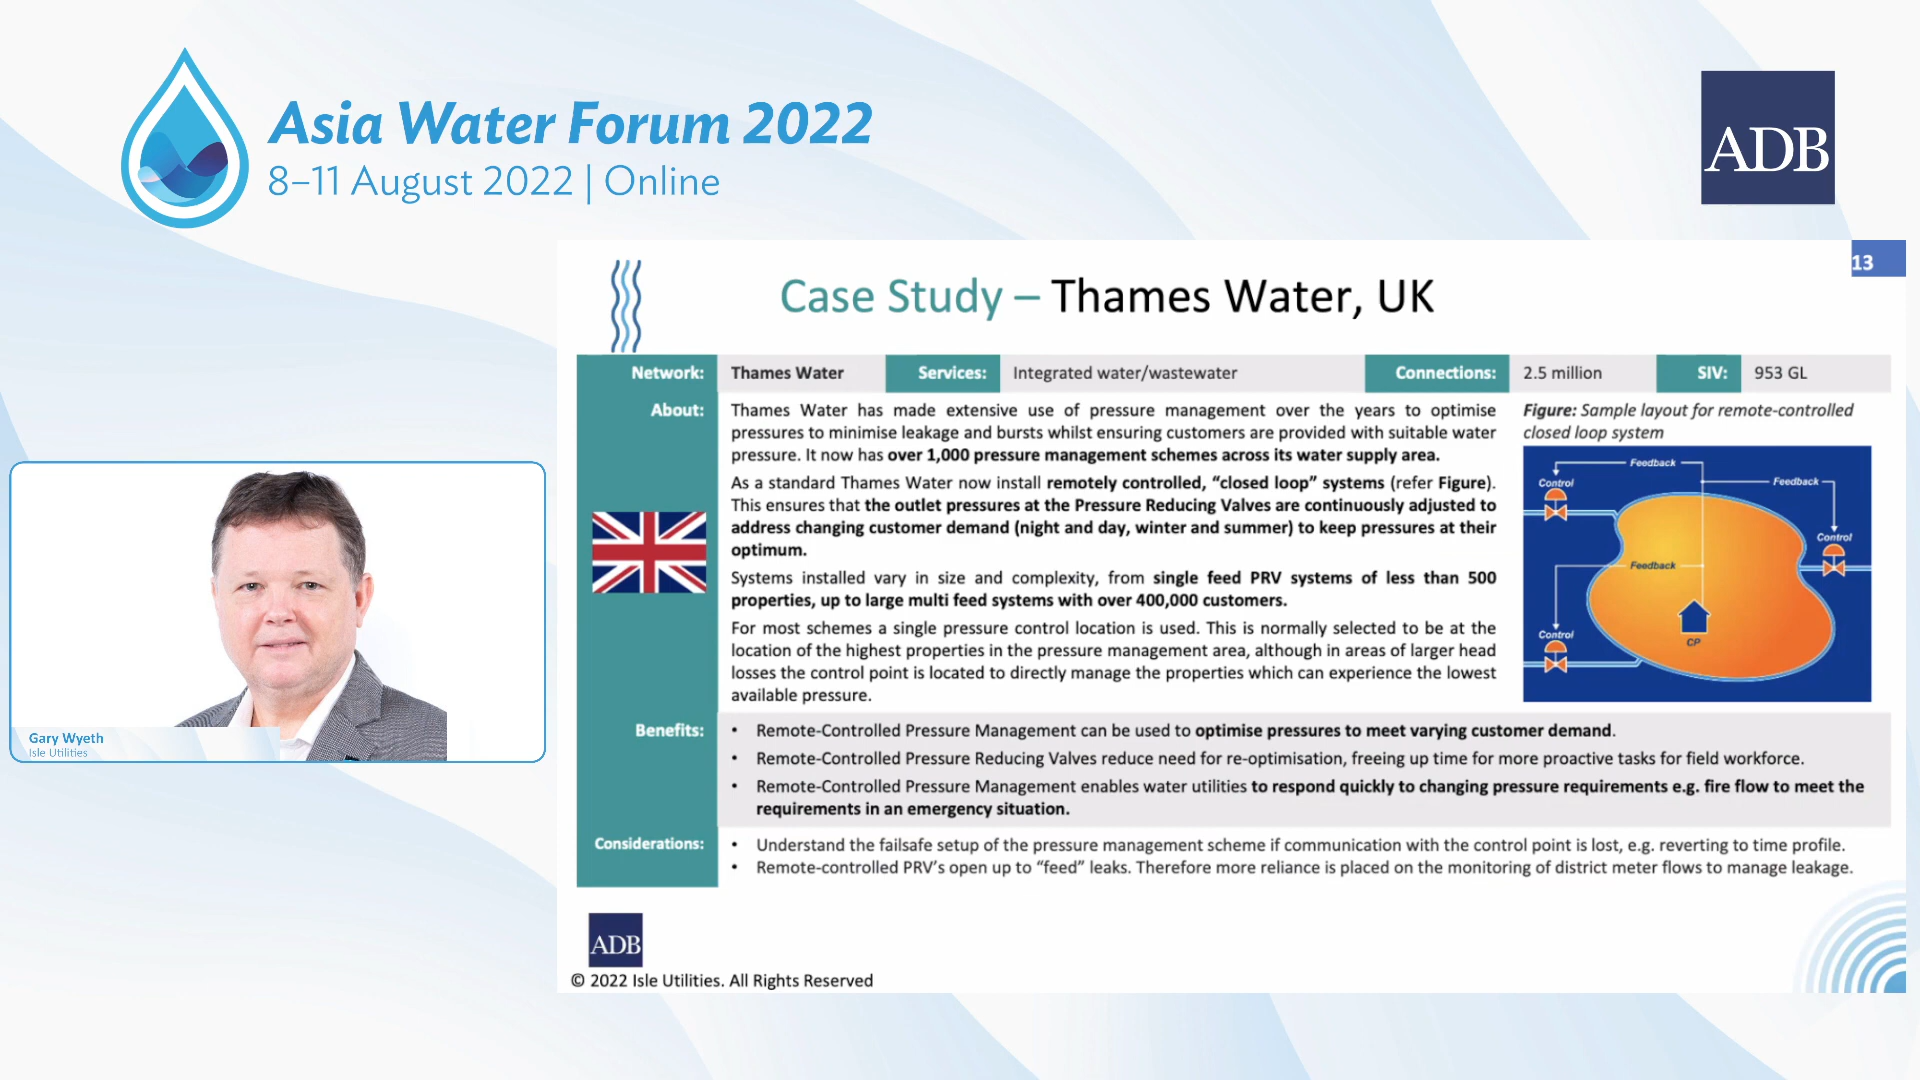 Asia Water Forum 2022
8–11 August 2022 | Online
ADB
13
Case Study – Thames Water, UK
Network: Thames Water Services: Integrated water/wastewater Connections: 2.5 million SIV: 953 GL
About:
Thames Water has made extensive use of pressure management over the years to optimise
pressures to minimise leakage and bursts whilst ensuring customers are provided with suitable water
pressure. It now has over 1,000 pressure management schemes across its water supply area.
As a standard Thames Water now install remotely controlled, “closed loop” systems (refer Figure).
This ensures that the outlet pressures at the Pressure Reducing Valves are continuously adjusted to
address changing customer demand (night and day, winter and summer) to keep pressures at their
optimum.
Systems installed vary in size and complexity, from single feed PRV systems of less than 500
properties, up to large multi feed systems with over 400,000 customers.
For most schemes a single pressure control location is used. This is normally selected to be at the
location of the highest properties in the pressure management area, although in areas of larger head
losses the control point is located to directly manage the properties which can experience the lowest
available pressure.
Figure: Sample layout for remote-controlled
closed loop system
Feedback
Control
Feedback
Control
Feedback
Control
CP
Benefits:
• Remote-Controlled Pressure Management can be used to optimise pressures to meet varying customer demand.
• Remote-Controlled Pressure Reducing Valves reduce need for re-optimisation, freeing up time for more proactive tasks for field workforce.
• Remote-Controlled Pressure Management enables water utilities to respond quickly to changing pressure requirements e.g. fire flow to meet the
requirements in an emergency situation.
Considerations:
• Understand the failsafe setup of the pressure management scheme if communication with the control point is lost, e.g. reverting to time profile.
• Remote-controlled PRV’s open up to “feed” leaks. Therefore more reliance is placed on the monitoring of district meter flows to manage leakage.
ADB
© 2022 Isle Utilities. All Rights Reserved
Gary Wyeth
Isle Utilities